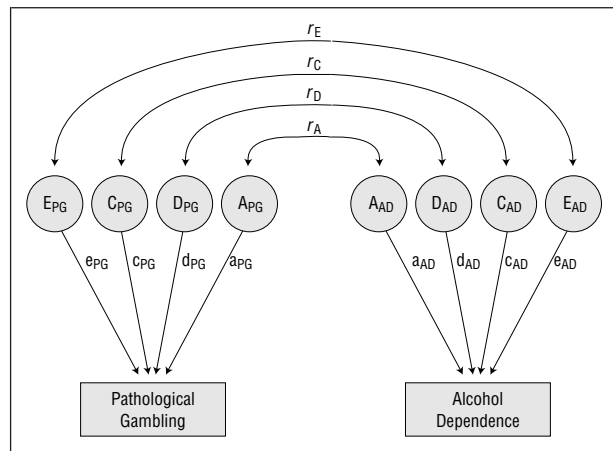 rE
rC
rD
rA
EPG CPG DPG APG AAD DAD CAD EAD
ePG cPG dPG aPG aAD dAD cAD eAD
Pathological
Gambling
Alcohol
Dependence